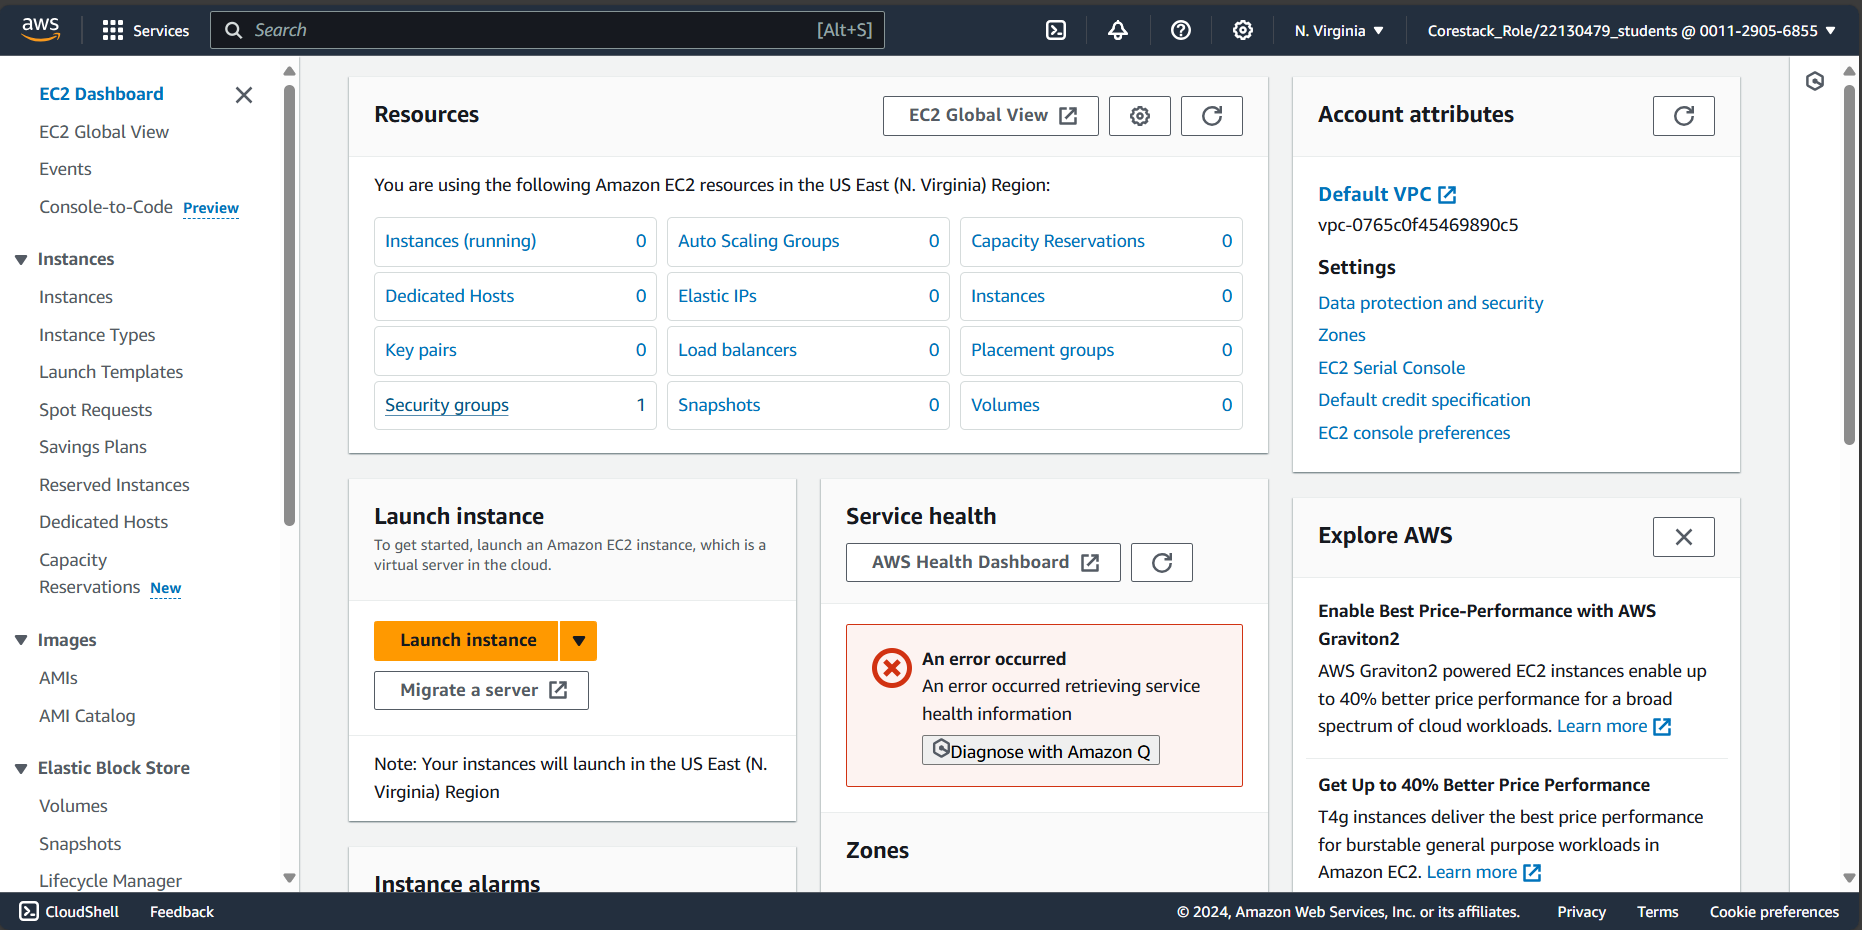 aws
Services
Search
[Alt+S]
N. Virginia
Corestack_Role/22130479_students @ 0011-2905-6855
EC2 Dashboard
EC2 Global View
Events
Console-to-Code Preview
Instances
Instances
Instance Types
Launch Templates
Spot Requests
Savings Plans
Reserved Instances
Dedicated Hosts
Capacity
Reservations New
Images
AMIs
AMI Catalog
Elastic Block Store
Volumes
Snapshots
Lifecycle Manager
Resources
EC2 Global View
You are using the following Amazon EC2 resources in the US East (N. Virginia) Region:
Instances (running) 0
Auto Scaling Groups 0
Capacity Reservations 0
Dedicated Hosts 0
Elastic IPs 0
Instances 0
Key pairs 0
Load balancers 0
Placement groups 0
Security groups 1
Snapshots 0
Volumes 0
Launch instance
To get started, launch an Amazon EC2 instance, which is a
virtual server in the cloud.
Launch instance
Migrate a server
Note: Your instances will launch in the US East (N.
Virginia) Region
Instance alarms
Service health
AWS Health Dashboard
An error occurred
An error occurred retrieving service
health information
Diagnose with Amazon Q
Zones
Account attributes
Default VPC
vpc-0765c0f45469890c5
Settings
Data protection and security
Zones
EC2 Serial Console
Default credit specification
EC2 console preferences
Explore AWS
Enable Best Price-Performance with AWS
Graviton2
AWS Graviton2 powered EC2 instances enable up
to 40% better price performance for a broad
spectrum of cloud workloads. Learn more
Get Up to 40% Better Price Performance
T4g instances deliver the best price performance
for burstable general purpose workloads in
Amazon EC2. Learn more
CloudShell
Feedback
© 2024, Amazon Web Services, Inc. or its affiliates.
Privacy
Terms
Cookie preferences